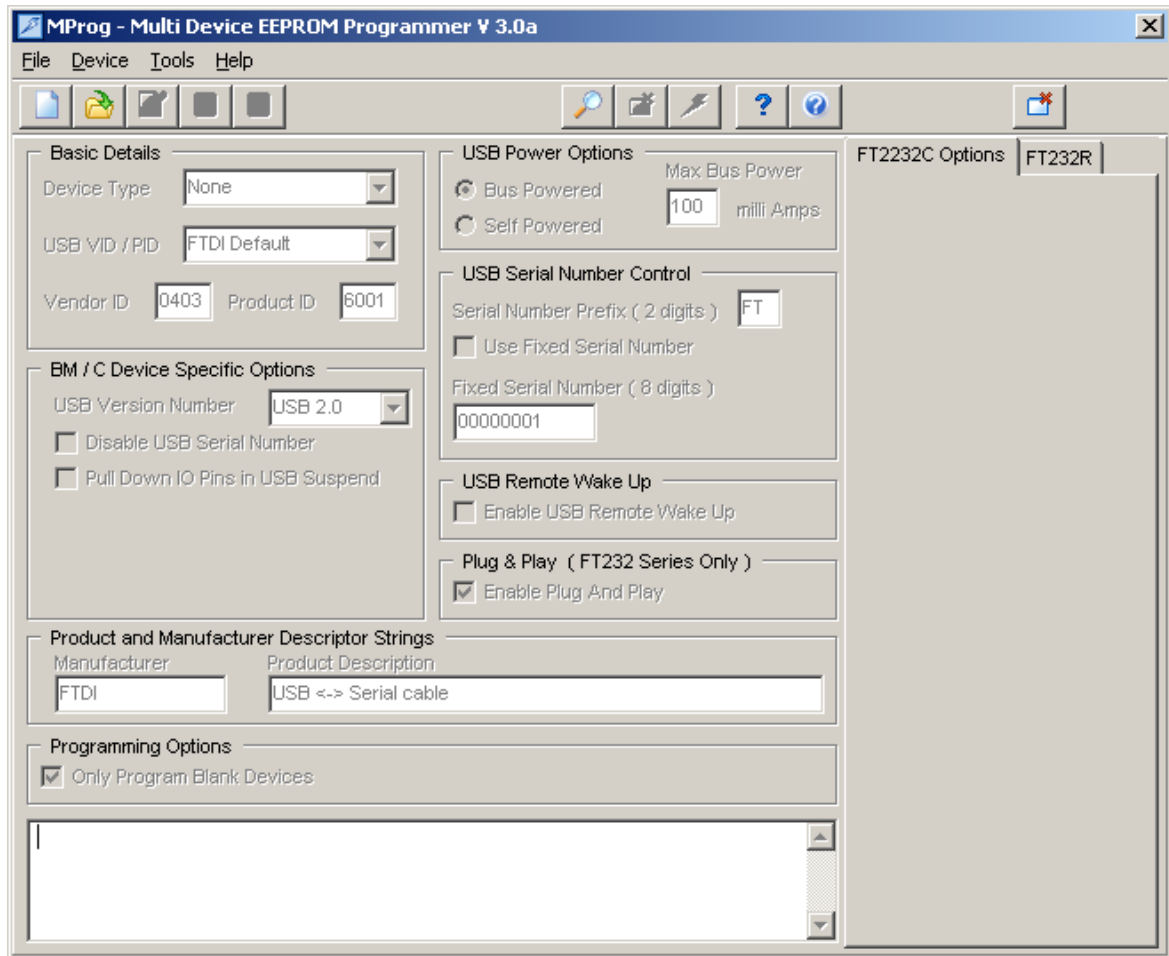 MProg - Multi Device EEPROM Programmer V 3.0a
File Device Tools Help
Basic Details
Device Type None
USB VID / PID FTDI Default
Vendor ID 0403 Product ID 6001
BM / C Device Specific Options
USB Version Number USB 2.0
Disable USB Serial Number
Pull Down IO Pins in USB Suspend
USB Power Options
Max Bus Power
Bus Powered
100 milli Amps
Self Powered
USB Serial Number Control
Serial Number Prefix ( 2 digits ) FT
Use Fixed Serial Number
Fixed Serial Number ( 8 digits )
00000001
USB Remote Wake Up
Enable USB Remote Wake Up
Plug & Play ( FT232 Series Only )
Enable Plug And Play
Product and Manufacturer Descriptor Strings
Manufacturer Product Description
FTDI USB <-> Serial cable
Programming Options
Only Program Blank Devices
FT2232C Options FT232R